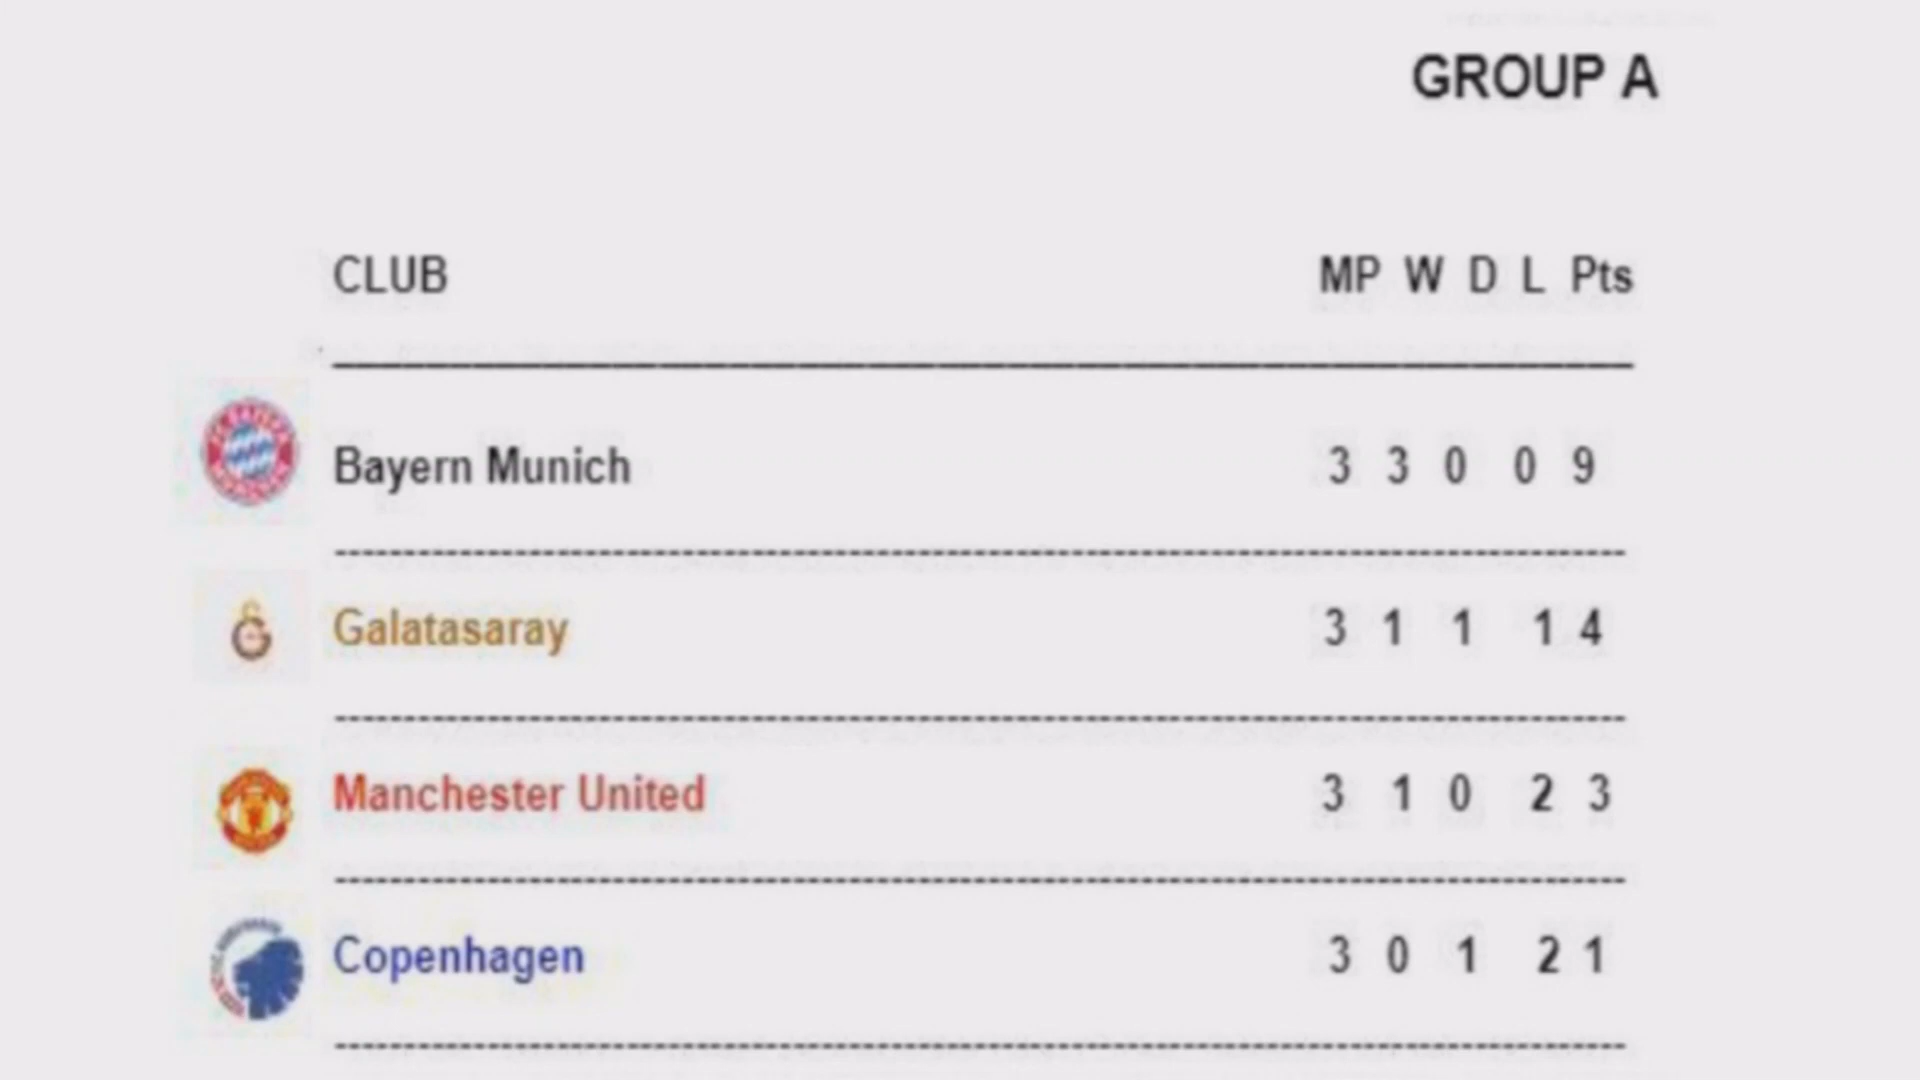 GROUP A
CLUB MP W D L Pts
Bayern Munich 3 3 0 0 9
Galatasaray 3 1 1 1 4
Manchester United 3 1 0 2 3
Copenhagen 3 0 1 2 1